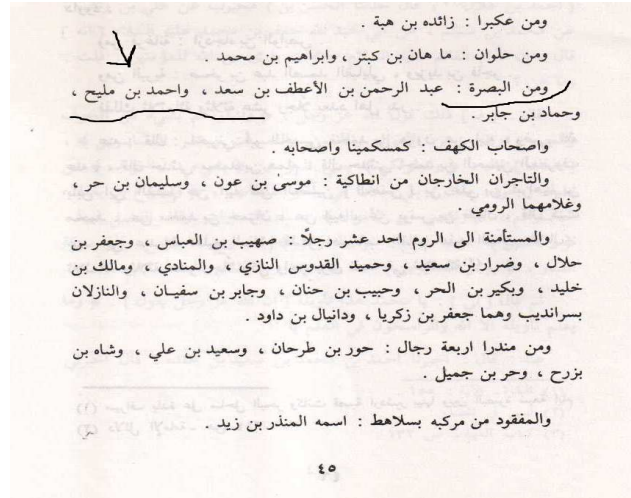 ومن عكبرا : زائده بن هبة .
ومن حلوان : ما هان بن كبتر ، وابراهيم بن محمد .
ومن البصرة : عبد الرحمن بن الأعطف بن سعد ، واحمد بن مليح ،
وحماد بن جابر .
واصحاب الكهف : كمسكمينا واصحابه .
والتاجران الخارجان من انطاكية : موسىٰ بن عون ، وسليمان بن حر ،
وغلامهما الرومي .
والمستأمنة الى الروم احد عشر رجلًا : صهيب بن العباس ، وجعفر بن
حلال ، وضرار بن سعيد ، وحميد القدوس النازي ، والمنادي ، ومالك بن
خليد ، وبكير بن الحر ، وحبيب بن حنان ، وجابر بن سفيان ، والنازلان
بسرانديب وهما جعفر بن زكريا ، ودانيال بن داود .
ومن مندرا اربعة رجال : حور بن طرحان ، وسعيد بن علي ، وشاه بن
بزرح ، وحر بن جميل .
والمفقود من مركبه بسلاهط : اسمه المنذر بن زيد .
٤٥